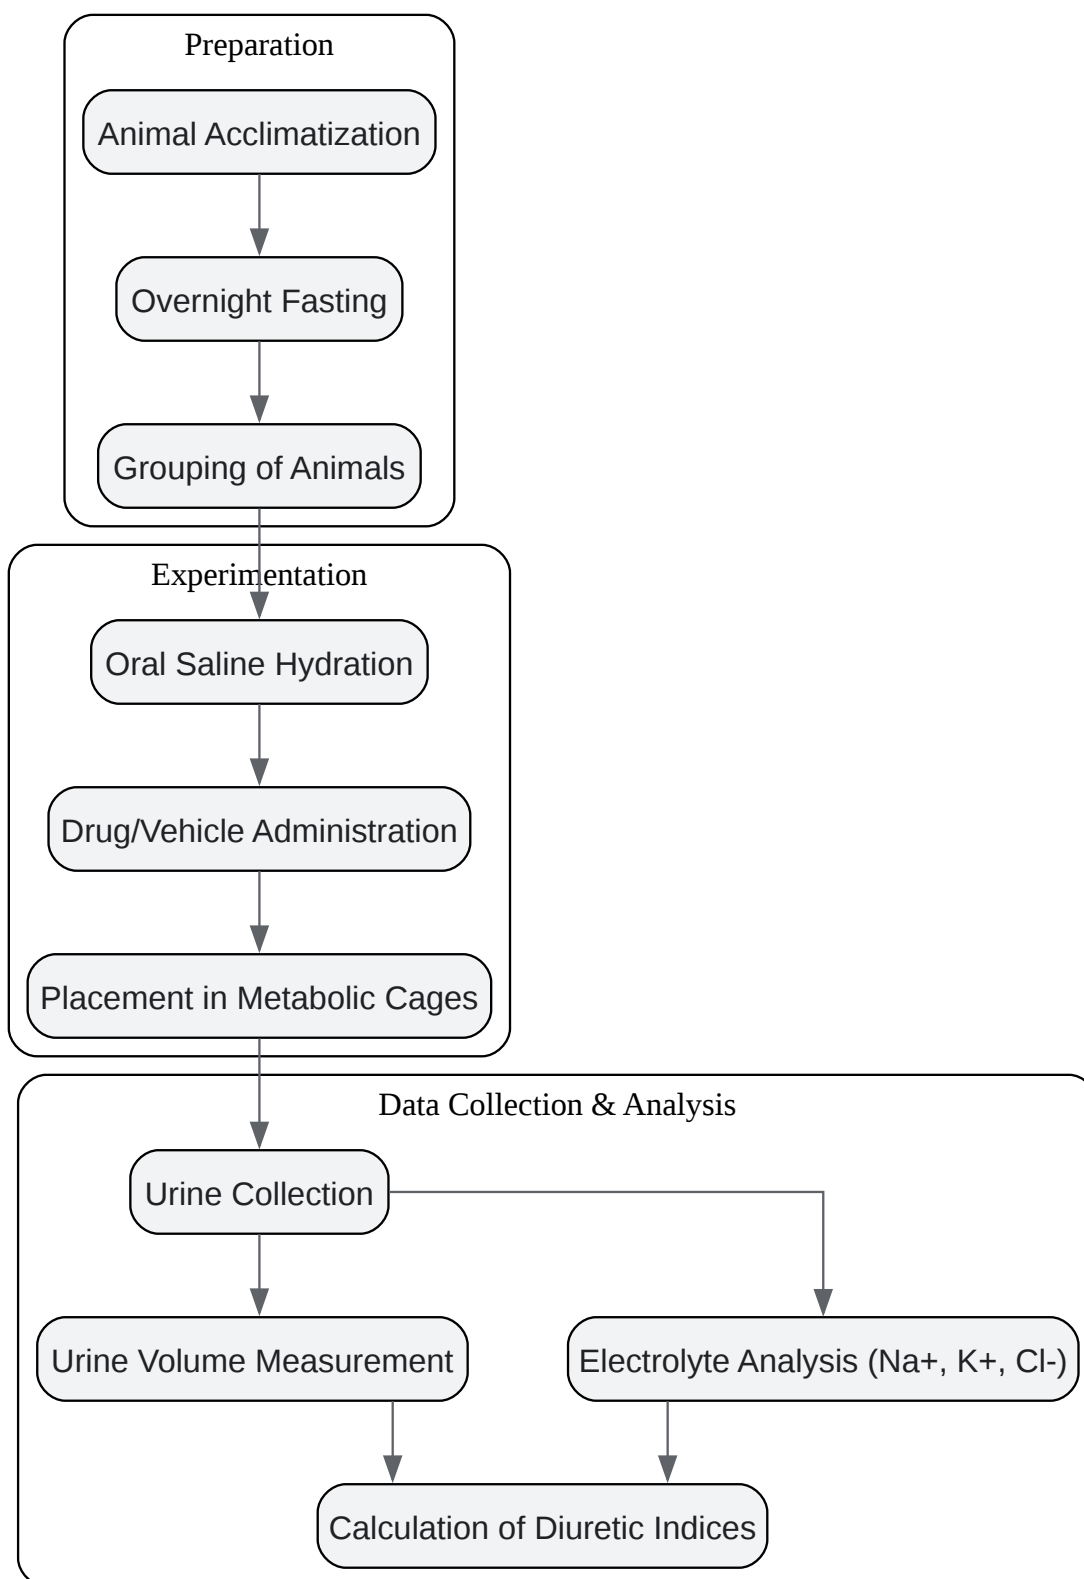 Preparation
Animal Acclimatization
Overnight Fasting
Grouping of Animals
Experimentation
Oral Saline Hydration
Drug/Vehicle Administration
Placement in Metabolic Cages
Data Collection & Analysis
Urine Collection
Urine Volume Measurement
Electrolyte Analysis (Na+, K+, Cl-)
Calculation of Diuretic Indices